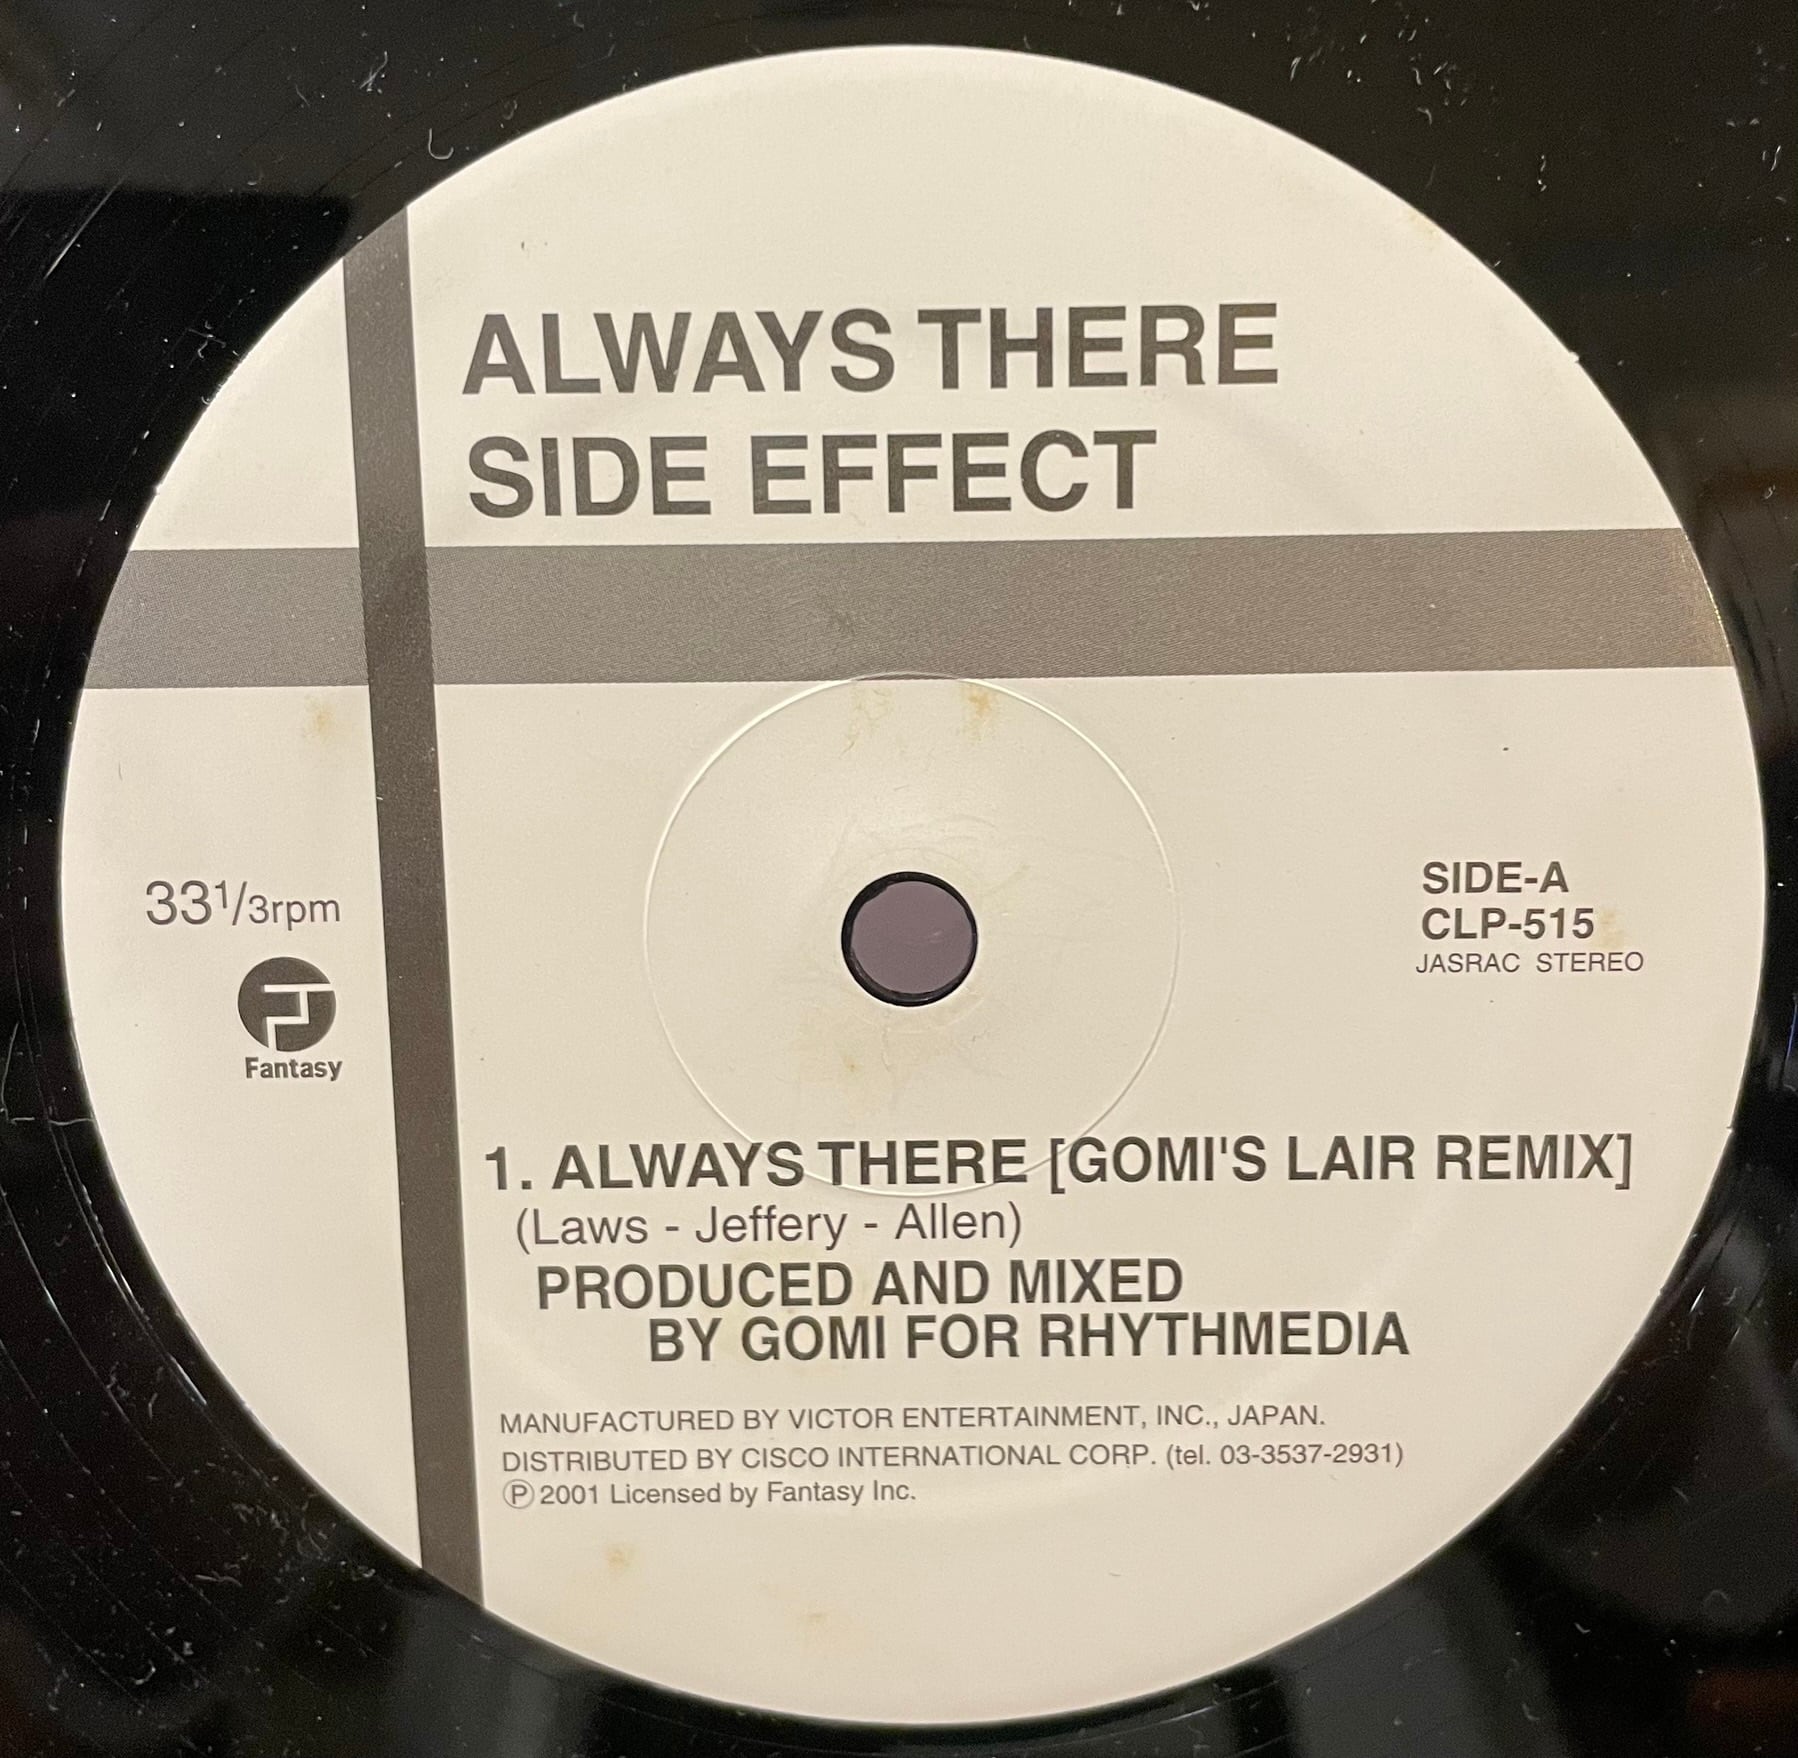 ALWAYS THERE
SIDE EFFECT
33 1/3rpm
Fantasy
SIDE-A
CLP-515
JASRAC STEREO
1. ALWAYS THERE [GOMI'S LAIR REMIX]
(Laws - Jeffery - Allen)
PRODUCED AND MIXED
BY GOMI FOR RHYTHMEDIA
MANUFACTURED BY VICTOR ENTERTAINMENT, INC., JAPAN.
DISTRIBUTED BY CISCO INTERNATIONAL CORP. (tel. 03-3537-2931)
Ⓟ 2001 Licensed by Fantasy Inc.